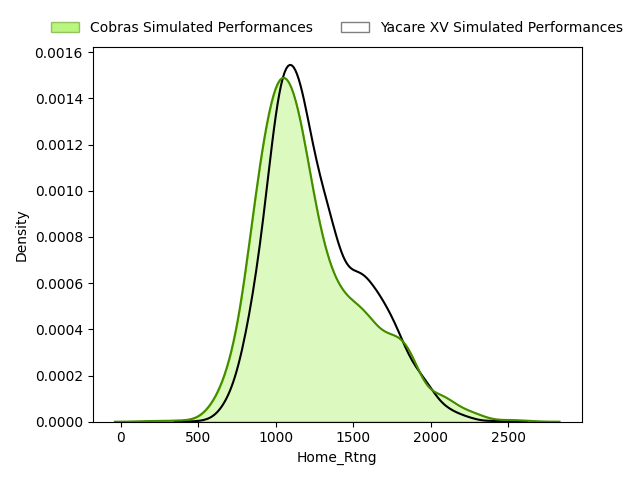 Cobras Simulated Performances Yacare XV Simulated Performances
0.0016
0.0014
0.0012
0.0010
0.0008
0.0006
0.0004
0.0002
0.0000
Density
0 500 1000 1500 2000 2500
Home_Rtng